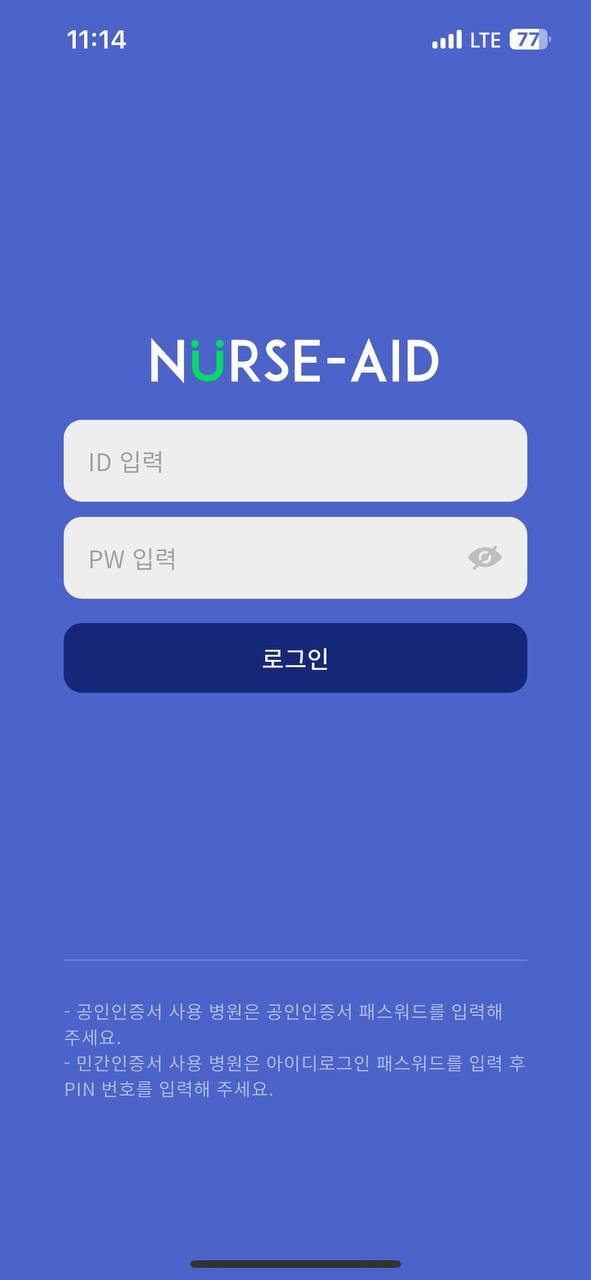 11:14
LTE
77
NURSE-AID
ID 입력
PW 입력
로그인
- 공인인증서 사용 병원은 공인인증서 패스워드를 입력해
주세요.
- 민간인증서 사용 병원은 아이디로그인 패스워드를 입력 후
PIN 번호를 입력해 주세요.